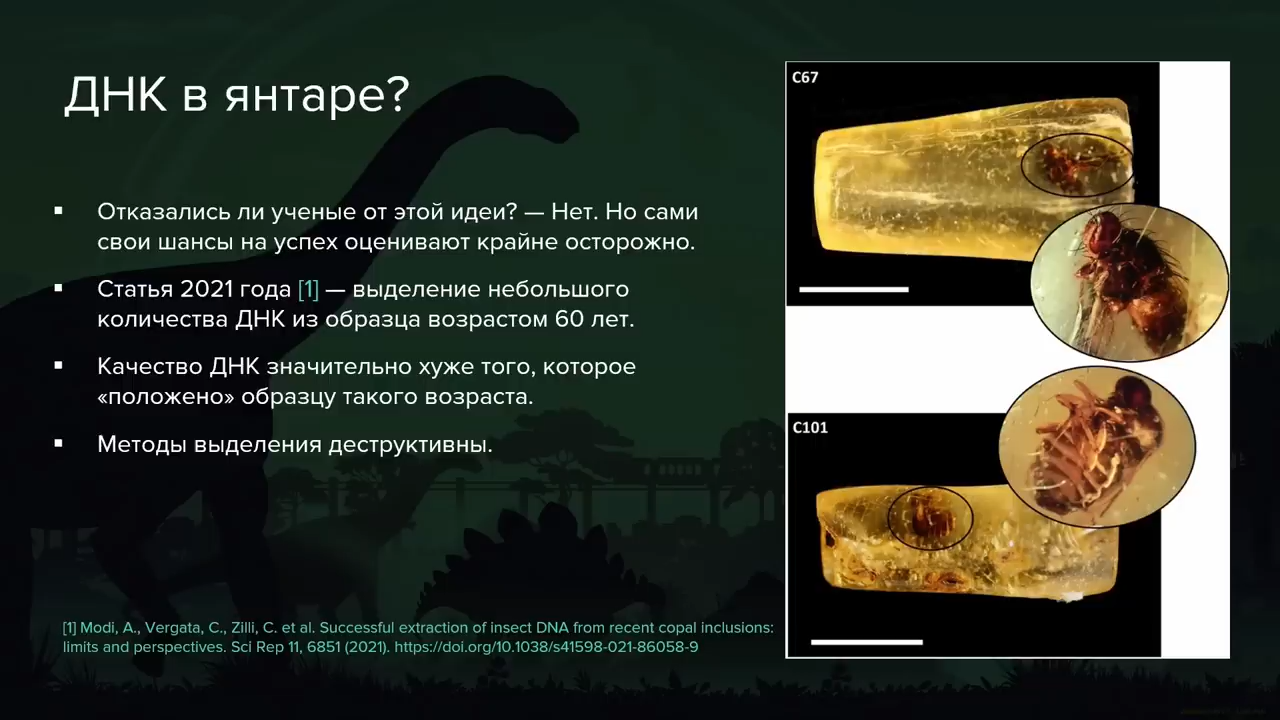 ДНК в янтаре?
Отказались ли ученые от этой идеи? — Нет. Но сами
свои шансы на успех оценивают крайне осторожно.
Статья 2021 года [1] — выделение небольшого
количества ДНК из образца возрастом 60 лет.
Качество ДНК значительно хуже того, которое
«положено» образцу такого возраста.
Методы выделения деструктивны.
[1] Modi, A., Vergata, C., Zilli, C. et al. Successful extraction of insect DNA from recent copal inclusions:
limits and perspectives. Sci Rep 11, 6851 (2021). https://doi.org/10.1038/s41598-021-86058-9
C67
C101